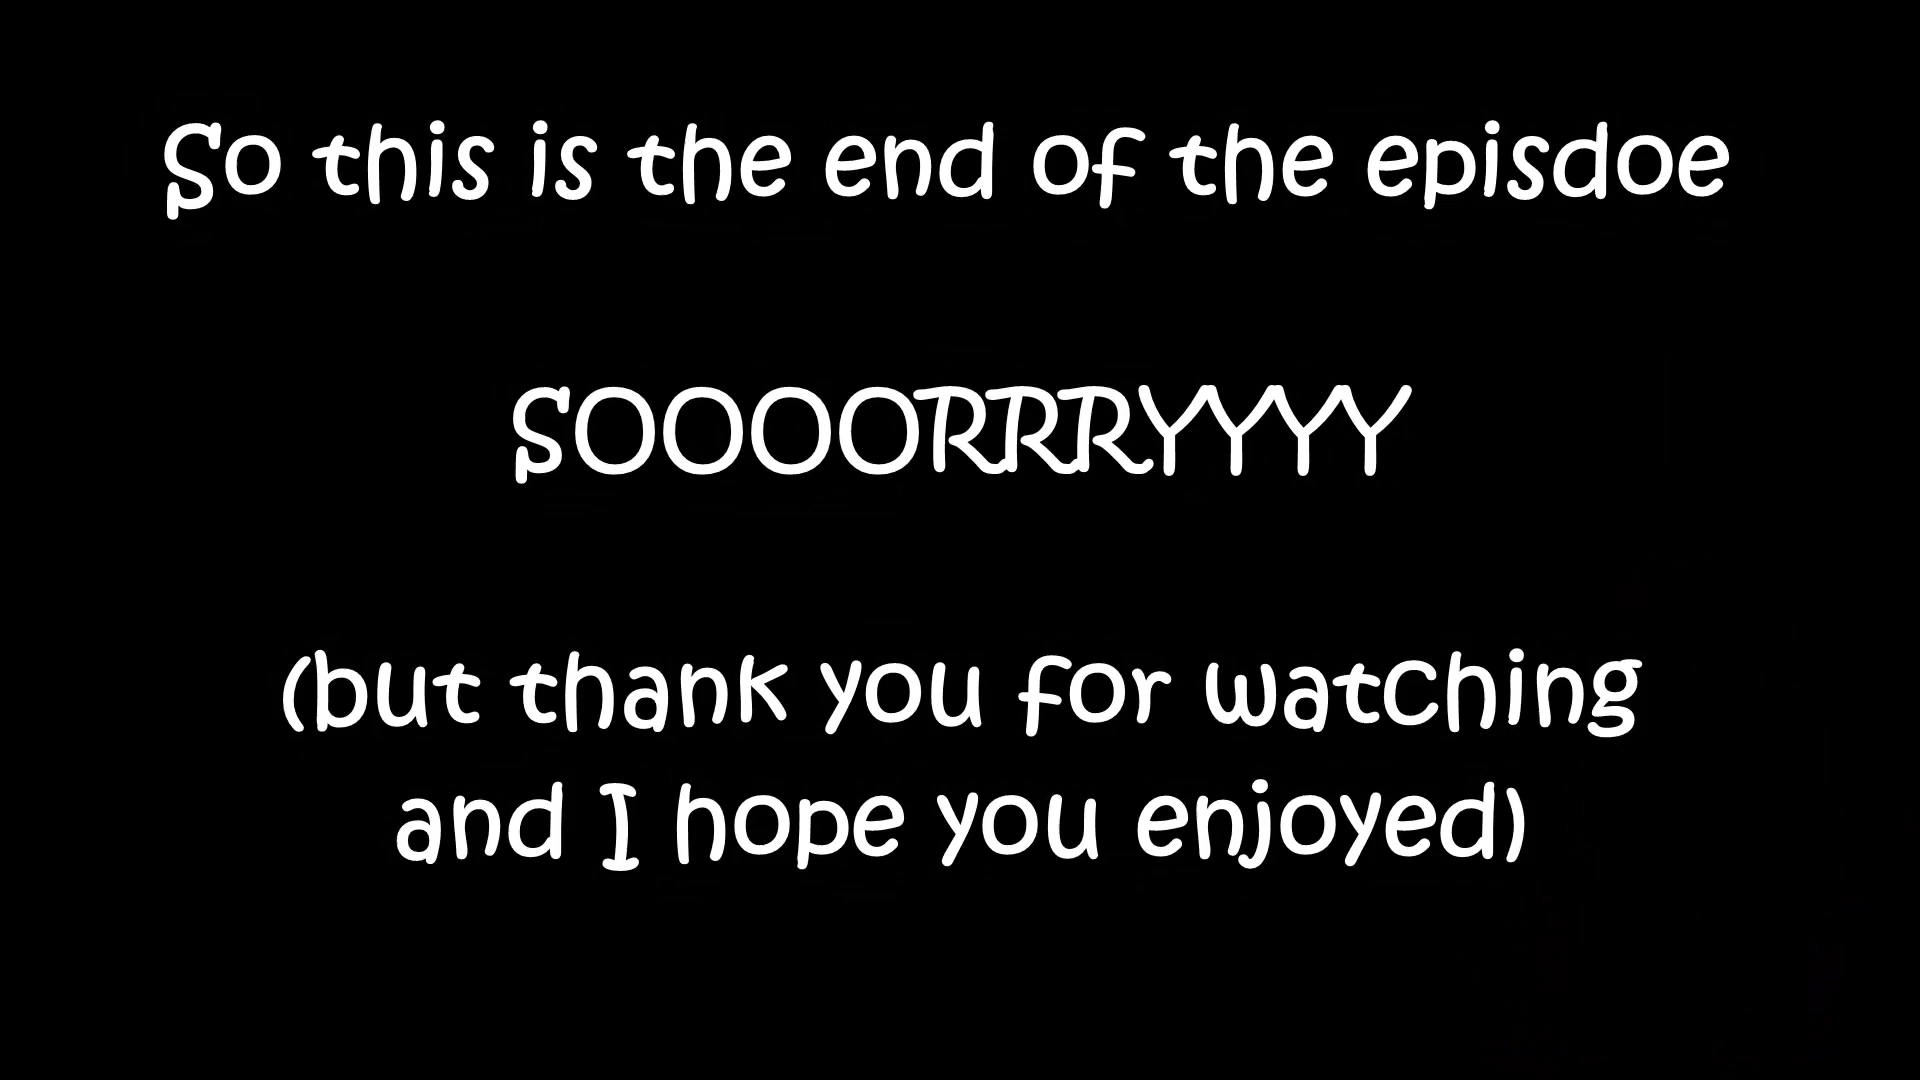 So this is the end of the episdoe
SOOOORRRYYYY
(but thank you for watching
and I hope you enjoyed)